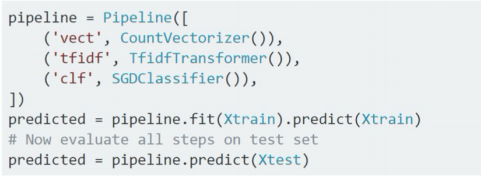 pipeline = Pipeline([
    ('vect', CountVectorizer()),
    ('tfidf', TfidfTransformer()),
    ('clf', SGDClassifier()),
])
predicted = pipeline.fit(Xtrain).predict(Xtrain)
# Now evaluate all steps on test set
predicted = pipeline.predict(Xtest)